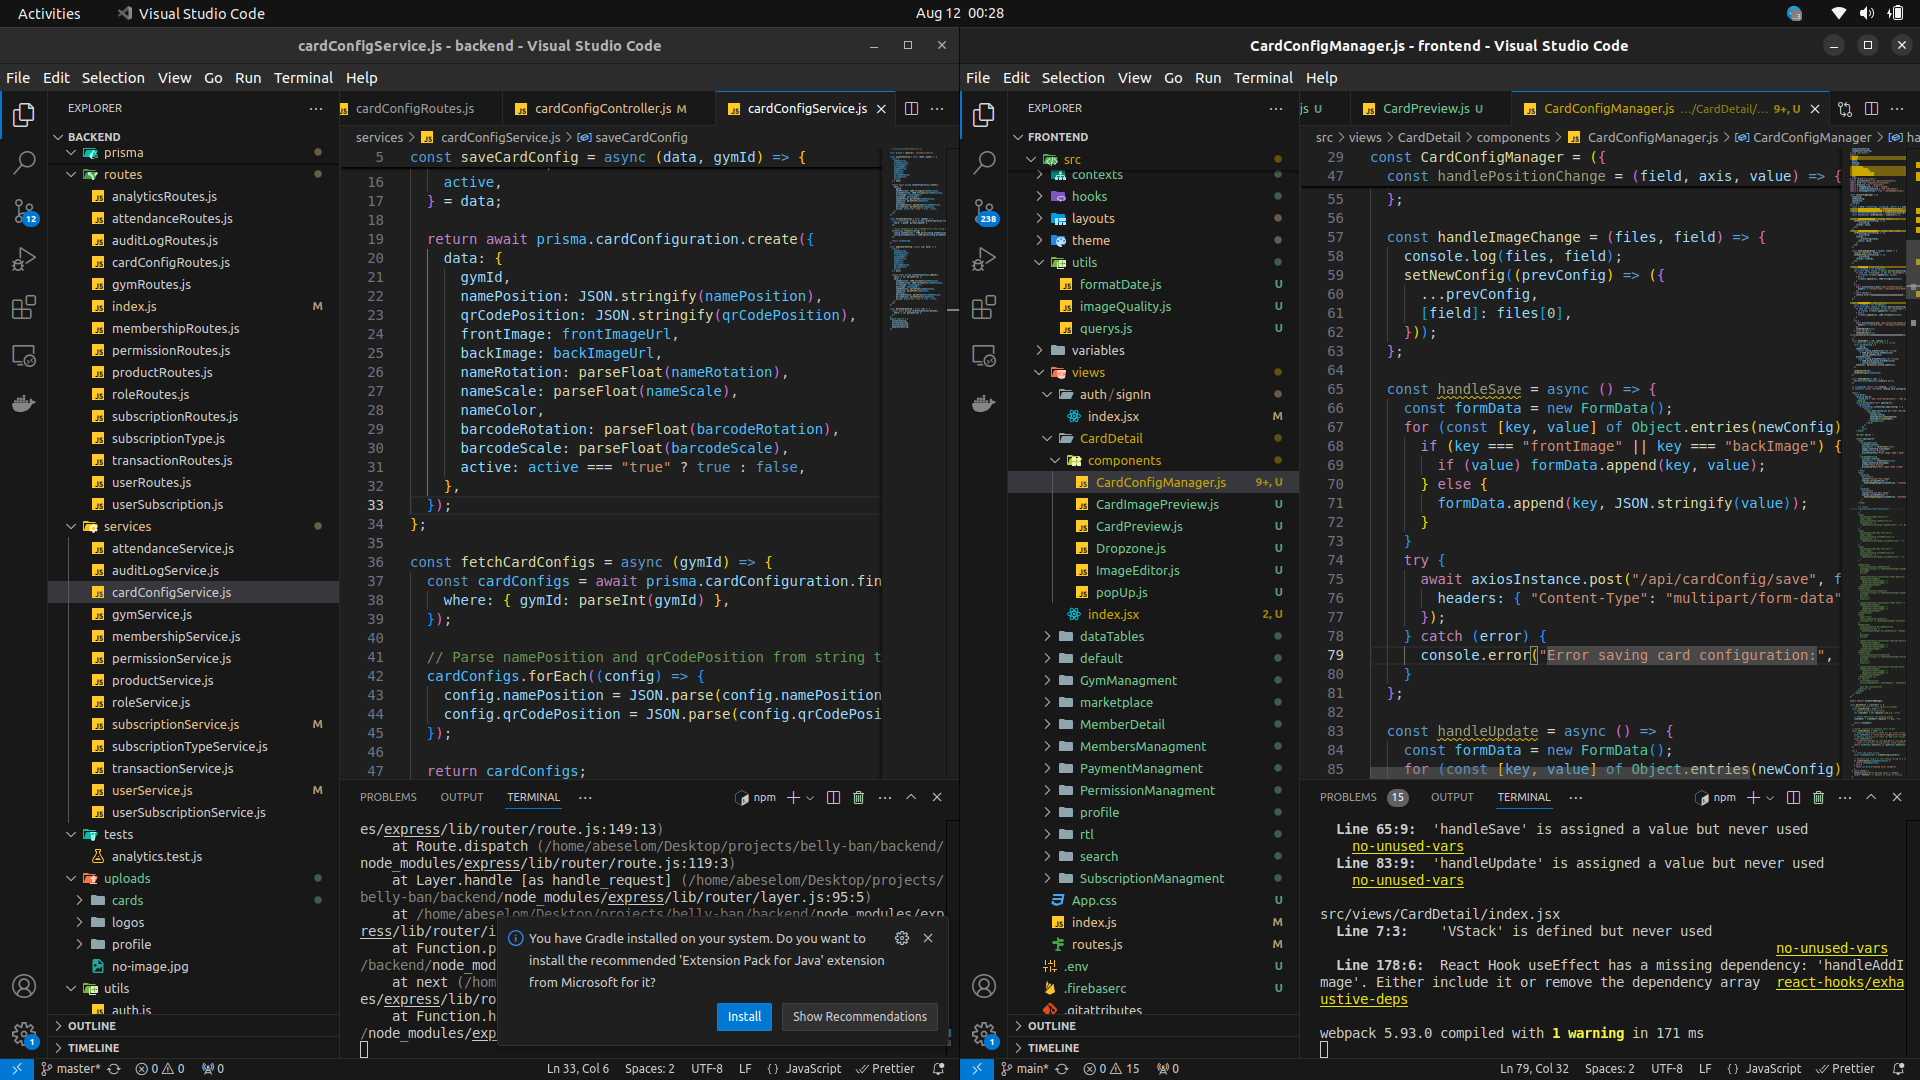 Activities
Visual Studio Code
Aug 12 00:28
cardConfigService.js - backend - Visual Studio Code
File Edit Selection View Go Run Terminal Help
EXPLORER
BACKEND
prisma
routes
analyticsRoutes.js
attendanceRoutes.js
auditLogRoutes.js
cardConfigRoutes.js
gymRoutes.js
index.js M
membershipRoutes.js
permissionRoutes.js
productRoutes.js
roleRoutes.js
subscriptionRoutes.js
subscriptionType.js
transactionRoutes.js
userRoutes.js
userSubscription.js
services
attendanceService.js
auditLogService.js
cardConfigService.js
gymService.js
membershipService.js
permissionService.js
productService.js
roleService.js
subscriptionService.js M
subscriptionTypeService.js
transactionService.js
userService.js M
userSubscriptionService.js
tests
analytics.test.js
uploads
cards
logos
profile
no-image.jpg
utils
auth.js
OUTLINE
TIMELINE
12
1
cardConfigRoutes.js
cardConfigController.js M
cardConfigService.js
services > cardConfigService.js > saveCardConfig
5 const saveCardConfig = async (data, gymId) => {
16 active,
17 } = data;
18
19 return await prisma.cardConfiguration.create({
20 data: {
21 gymId,
22 namePosition: JSON.stringify(namePosition),
23 qrCodePosition: JSON.stringify(qrCodePosition),
24 frontImage: frontImageUrl,
25 backImage: backImageUrl,
26 nameRotation: parseFloat(nameRotation),
27 nameScale: parseFloat(nameScale),
28 nameColor,
29 barcodeRotation: parseFloat(barcodeRotation),
30 barcodeScale: parseFloat(barcodeScale),
31 active: active === "true" ? true : false,
32 },
33 });
34 };
35
36 const fetchCardConfigs = async (gymId) => {
37 const cardConfigs = await prisma.cardConfiguration.fin
38 where: { gymId: parseInt(gymId) },
39 });
40
41 // Parse namePosition and qrCodePosition from string t
42 cardConfigs.forEach((config) => {
43 config.namePosition = JSON.parse(config.namePosition
44 config.qrCodePosition = JSON.parse(config.qrCodePosi
45 });
46
47 return cardConfigs;
PROBLEMS OUTPUT TERMINAL npm
es/express/lib/router/route.js:149:13)
at Route.dispatch (/home/abeselom/Desktop/projects/belly-ban/backend/
node_modules/express/lib/router/route.js:119:3)
at Layer.handle [as handle_request] (/home/abeselom/Desktop/projects/
belly-ban/backend/node_modules/express/lib/router/layer.js:95:5)
at /home/abeselom/Desktop/projects/belly-ban/backend/node_modules/exp
ress/lib/router/i
at Function.p
/backend/node_mod
at next (/hom
es/express/lib/ro
at Function.h
/node_modules/exp
You have Gradle installed on your system. Do you want to
install the recommended 'Extension Pack for Java' extension
from Microsoft for it?
Install
Show Recommendations
master* 0 0 0 Ln 33, Col 6 Spaces: 2 UTF-8 LF {} JavaScript Prettier
CardConfigManager.js - frontend - Visual Studio Code
File Edit Selection View Go Run Terminal Help
EXPLORER
FRONTEND
src
contexts
hooks
layouts
theme
utils
formatDate.js U
imageQuality.js U
querys.js U
variables
views
auth/signIn
index.jsx M
CardDetail
components
CardConfigManager.js 9+, U
CardImagePreview.js U
CardPreview.js U
Dropzone.js U
ImageEditor.js U
popUp.js U
index.jsx 2, U
dataTables
default
GymManagment
marketplace
MemberDetail
MembersManagment
PaymentManagment
PermissionManagment
profile
rtl
search
SubscriptionManagment
App.css U
index.js M
routes.js M
.env U
.firebaserc U
.gitattributes
OUTLINE
TIMELINE
238
1
js U
CardPreview.js U
CardConfigManager.js .../CardDetail/... 9+, U
src > views > CardDetail > components > CardConfigManager.js > CardConfigManager > ha
29 const CardConfigManager = ({
47 const handlePositionChange = (field, axis, value) => {
55 };
56
57 const handleImageChange = (files, field) => {
58 console.log(files, field);
59 setNewConfig((prevConfig) => ({
60 ...prevConfig,
61 [field]: files[0],
62 }));
63 };
64
65 const handleSave = async () => {
66 const formData = new FormData();
67 for (const [key, value] of Object.entries(newConfig)
68 if (key === "frontImage" || key === "backImage") {
69 if (value) formData.append(key, value);
70 } else {
71 formData.append(key, JSON.stringify(value));
72 }
73 }
74 try {
75 await axiosInstance.post("/api/cardConfig/save", f
76 headers: { "Content-Type": "multipart/form-data"
77 });
78 } catch (error) {
79 console.error("Error saving card configuration:",
80 }
81 };
82
83 const handleUpdate = async () => {
84 const formData = new FormData();
85 for (const [key, value] of Object.entries(newConfig)
PROBLEMS 15 OUTPUT TERMINAL npm
Line 65:9: 'handleSave' is assigned a value but never used
no-unused-vars
Line 83:9: 'handleUpdate' is assigned a value but never used
no-unused-vars
src/views/CardDetail/index.jsx
Line 7:3: 'VStack' is defined but never used
no-unused-vars
Line 178:6: React Hook useEffect has a missing dependency: 'handleAddI
mage'. Either include it or remove the dependency array react-hooks/exha
ustive-deps
webpack 5.93.0 compiled with 1 warning in 171 ms
main* 0 15 0 Ln 79, Col 32 Spaces: 2 UTF-8 LF {} JavaScript Prettier